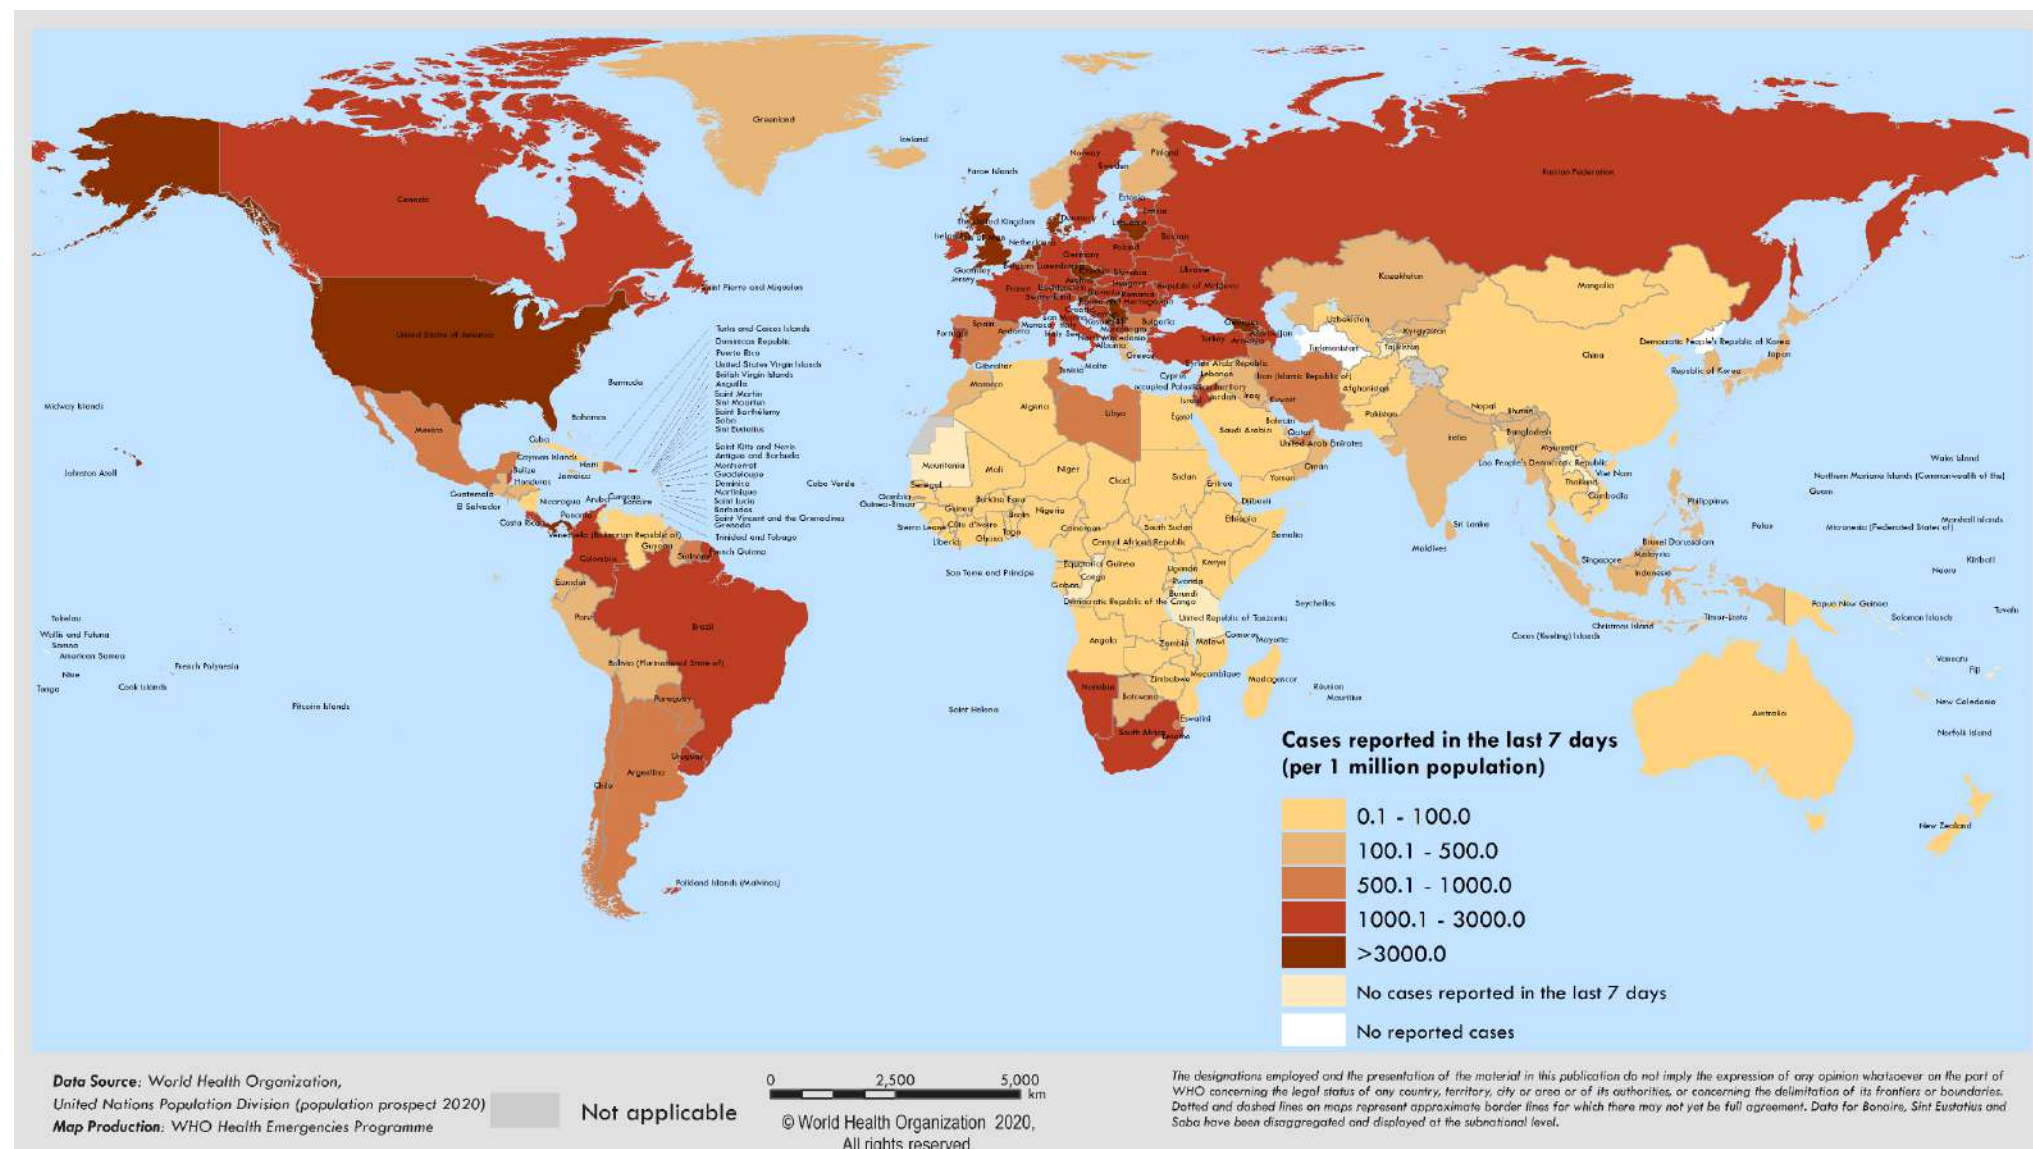 Greenland
Iceland
Faroe Islands
Norway
Sweden
Finland
Russian Federation
Canada
Estonia
Denmark
The United Kingdom
Ireland
Netherlands
Belarus
Poland
Germany
Guernsey
Jersey
Belgium
Luxembourg
Slovakia
Ukraine
Kazakhstan
Mongolia
Saint Pierre and Miquelon
France
Hungary
Republic of Moldova
Romania
United States of America
Spain
Andorra
Portugal
Bulgaria
Albania
Greece
Turkey
Uzbekistan
Kyrgyzstan
Turkmenistan
Tajikistan
China
Democratic People's Republic of Korea
Japan
Republic of Korea
Turks and Caicos Islands
Dominican Republic
Puerto Rico
United States Virgin Islands
British Virgin Islands
Anguilla
Saint Martin
Sint Maarten
Saint Barthélemy
Saba
Sint Eustatius
Saint Kitts and Nevis
Antigua and Barbuda
Montserrat
Guadeloupe
Dominica
Martinique
Saint Lucia
Barbados
Saint Vincent and the Grenadines
Grenada
Trinidad and Tobago
Bermuda
Bahamas
Midway Islands
Johnston Atoll
Mexico
Cuba
Cayman Islands
Haiti
Belize
Jamaica
Honduras
Guatemala
El Salvador
Nicaragua
Aruba
Curaçao
Bonaire
Costa Rica
Panama
Venezuela (Bolivarian Republic of)
Guyana
Suriname
French Guiana
Colombia
Ecuador
Peru
Brazil
Bolivia (Plurinational State of)
Paraguay
Uruguay
Argentina
Chile
Falkland Islands (Malvinas)
Gibraltar
Tunisia
Malta
Cyprus
Syrian Arab Republic
Lebanon
occupied Palestinian territory
Israel
Jordan
Iraq
Iran (Islamic Republic of)
Kuwait
Afghanistan
Pakistan
Nepal
Bhutan
Bangladesh
India
Myanmar
Lao People's Democratic Republic
Viet Nam
Thailand
Cambodia
Philippines
Morocco
Algeria
Libya
Egypt
Saudi Arabia
Bahrain
Qatar
United Arab Emirates
Oman
Yemen
Mauritania
Mali
Niger
Chad
Sudan
Eritrea
Djibouti
Cabo Verde
Senegal
Gambia
Guinea-Bissau
Guinea
Burkina Faso
Benin
Nigeria
Sierra Leone
Côte d'Ivoire
Liberia
Ghana
Togo
Cameroon
Central African Republic
South Sudan
Ethiopia
Somalia
Sao Tome and Principe
Equatorial Guinea
Gabon
Congo
Uganda
Kenya
Rwanda
Burundi
Democratic Republic of the Congo
United Republic of Tanzania
Seychelles
Angola
Zambia
Malawi
Comoros
Mayotte
Zimbabwe
Mozambique
Madagascar
Réunion
Mauritius
Namibia
Botswana
Eswatini
South Africa
Lesotho
Saint Helena
Sri Lanka
Maldives
Singapore
Brunei Darussalam
Malaysia
Indonesia
Christmas Island
Cocos (Keeling) Islands
Timor-Leste
Papua New Guinea
Solomon Islands
Palau
Wake Island
Northern Mariana Islands (Commonwealth of the)
Guam
Marshall Islands
Micronesia (Federated States of)
Kiribati
Nauru
Tuvalu
Vanuatu
Fiji
New Caledonia
Norfolk Island
Australia
New Zealand
Tokelau
Wallis and Futuna
Samoa
American Samoa
Niue
Tonga
Cook Islands
French Polynesia
Pitcairn Islands
Cases reported in the last 7 days
(per 1 million population)
0.1 - 100.0
100.1 - 500.0
500.1 - 1000.0
1000.1 - 3000.0
>3000.0
No cases reported in the last 7 days
No reported cases
Data Source: World Health Organization,
United Nations Population Division (population prospect 2020)
Map Production: WHO Health Emergencies Programme
Not applicable
0 2,500 5,000
km
© World Health Organization 2020,
All rights reserved
The designations employed and the presentation of the material in this publication do not imply the expression of any opinion whatsoever on the part of
WHO concerning the legal status of any country, territory, city or area or of its authorities, or concerning the delimitation of its frontiers or boundaries.
Dotted and dashed lines on maps represent approximate border lines for which there may not yet be full agreement. Data for Bonaire, Sint Eustatius and
Saba have been disaggregated and displayed at the subnational level.